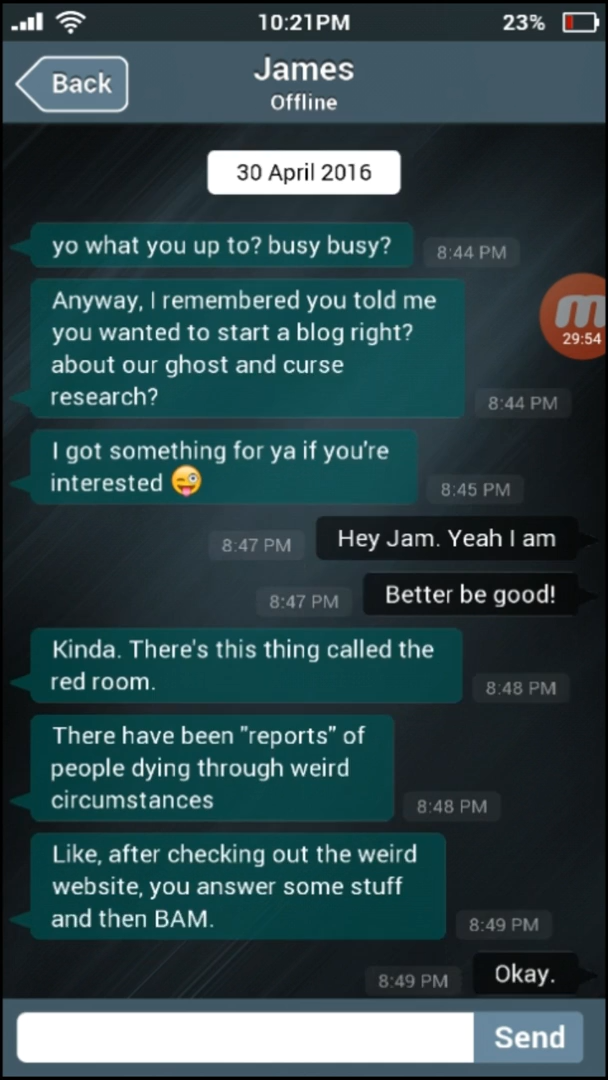 10:21PM 23%
Back
James
Offline
30 April 2016
yo what you up to? busy busy?
8:44 PM
Anyway, I remembered you told me
you wanted to start a blog right?
about our ghost and curse
research?
8:44 PM
29:54
I got something for ya if you're
interested 😜
8:45 PM
8:47 PM Hey Jam. Yeah I am
8:47 PM Better be good!
Kinda. There's this thing called the
red room.
8:48 PM
There have been "reports" of
people dying through weird
circumstances
8:48 PM
Like, after checking out the weird
website, you answer some stuff
and then BAM.
8:49 PM
8:49 PM Okay.
Send